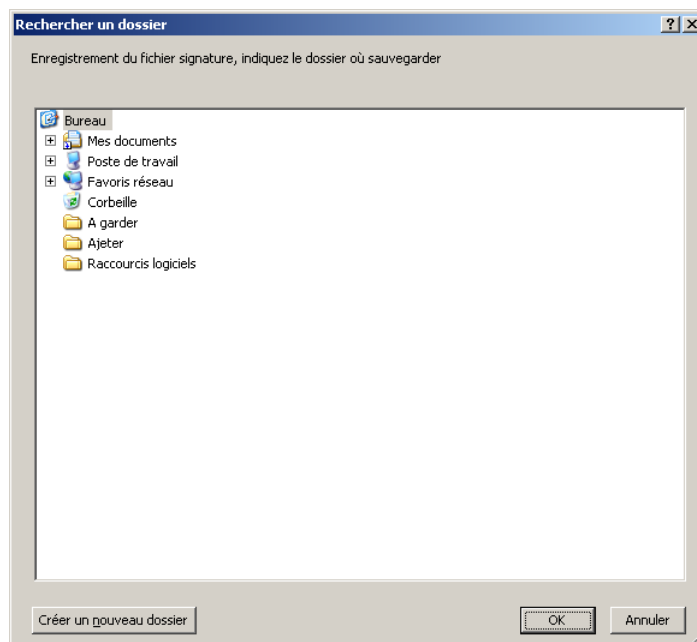 Rechercher un dossier
Enregistrement du fichier signature, indiquez le dossier où sauvegarder
Bureau
Mes documents
Poste de travail
Favoris réseau
Corbeille
A garder
Ajeter
Raccourcis logiciels
Créer un nouveau dossier OK Annuler